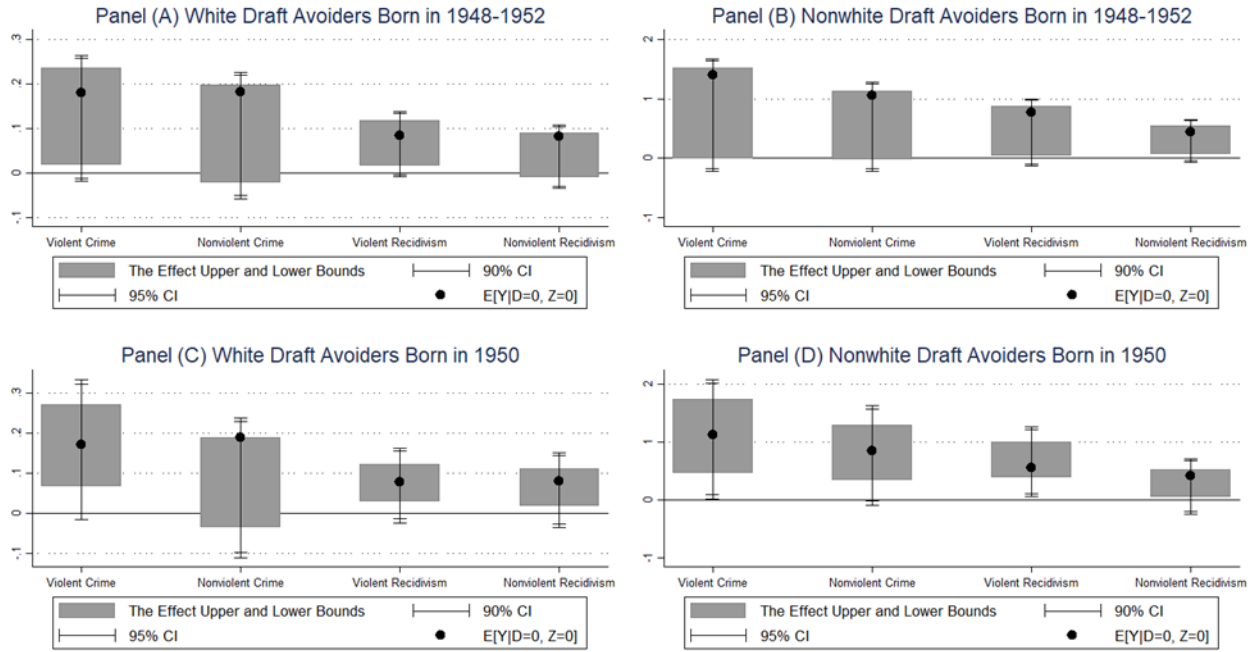 Panel (A) White Draft Avoiders Born in 1948-1952
.3
.2
.1
0
-.1
Violent Crime Nonviolent Crime Violent Recidivism Nonviolent Recidivism
The Effect Upper and Lower Bounds 90% CI
95% CI E[Y|D=0, Z=0]
Panel (B) Nonwhite Draft Avoiders Born in 1948-1952
2
1
0
-1
Violent Crime Nonviolent Crime Violent Recidivism Nonviolent Recidivism
The Effect Upper and Lower Bounds 90% CI
95% CI E[Y|D=0, Z=0]
Panel (C) White Draft Avoiders Born in 1950
.3
.2
.1
0
-.1
Violent Crime Nonviolent Crime Violent Recidivism Nonviolent Recidivism
The Effect Upper and Lower Bounds 90% CI
95% CI E[Y|D=0, Z=0]
Panel (D) Nonwhite Draft Avoiders Born in 1950
2
1
0
-1
Violent Crime Nonviolent Crime Violent Recidivism Nonviolent Recidivism
The Effect Upper and Lower Bounds 90% CI
95% CI E[Y|D=0, Z=0]